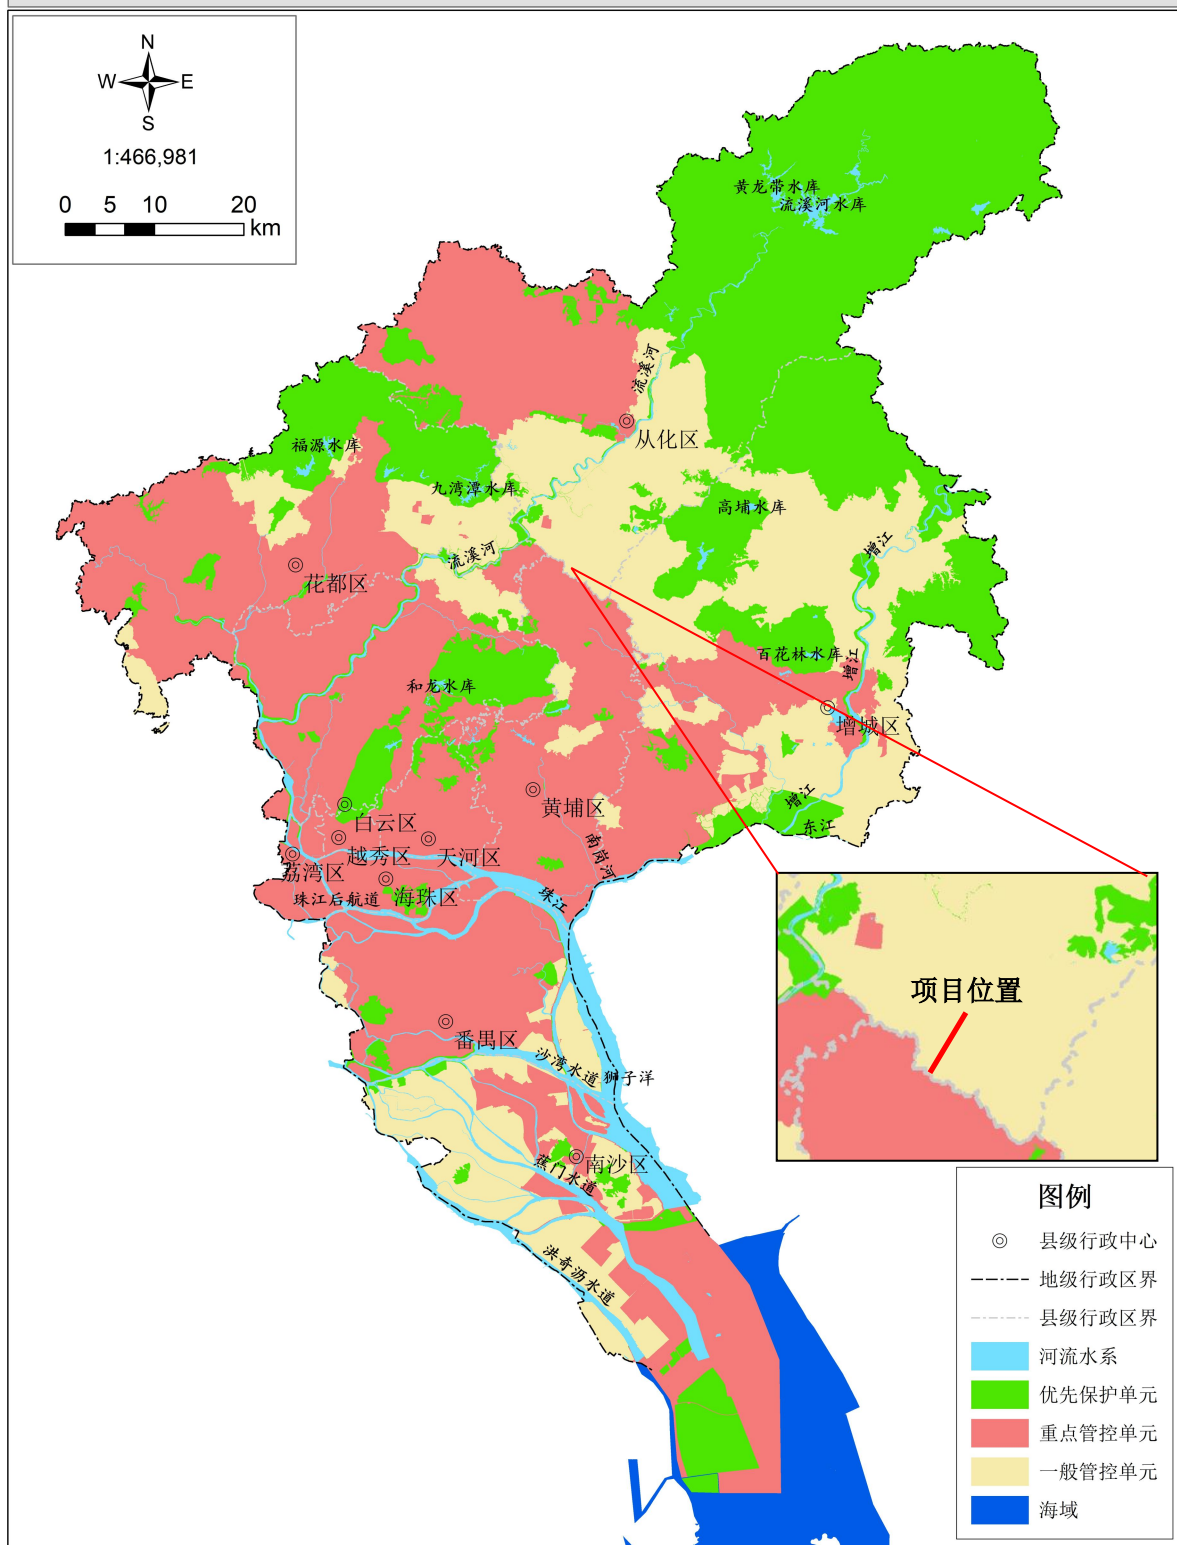 N
W E
S
1:466,981
0 5 10 20
km
黄龙带水库
流溪河水库
流溪河
从化区
福源水库
九湾潭水库
高埔水库
增江
流溪河
花都区
百花林水库
增江
和龙水库
增城区
增江
黄埔区
东江
白云区
南岗河
越秀区
天河区
荔湾区
海珠区
珠江后航道
珠江
项目位置
番禺区
沙湾水道
狮子洋
南沙区
蕉门水道
洪奇沥水道
图例
县级行政中心
地级行政区界
县级行政区界
河流水系
优先保护单元
重点管控单元
一般管控单元
海域